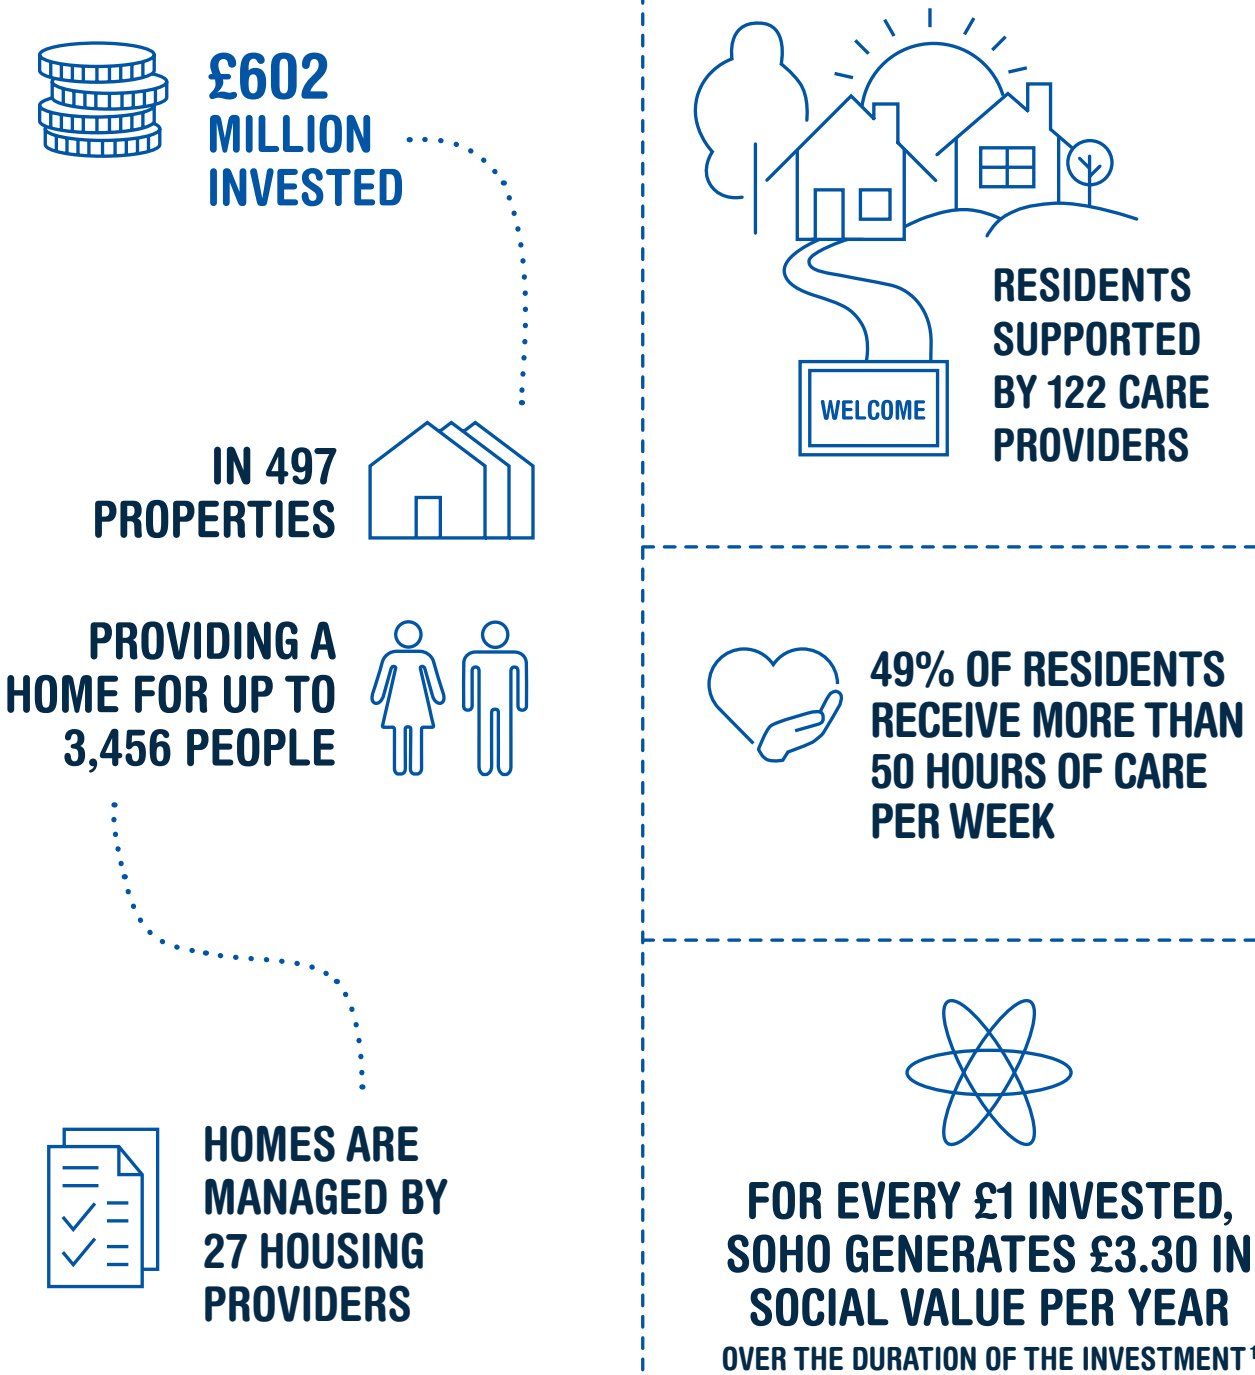 £602
MILLION
INVESTED
IN 497
PROPERTIES
PROVIDING A
HOME FOR UP TO
3,456 PEOPLE
HOMES ARE
MANAGED BY
27 HOUSING
PROVIDERS
WELCOME
RESIDENTS
SUPPORTED
BY 122 CARE
PROVIDERS
49% OF RESIDENTS
RECEIVE MORE THAN
50 HOURS OF CARE
PER WEEK
FOR EVERY £1 INVESTED,
SOHO GENERATES £3.30 IN
SOCIAL VALUE PER YEAR
OVER THE DURATION OF THE INVESTMENT¹